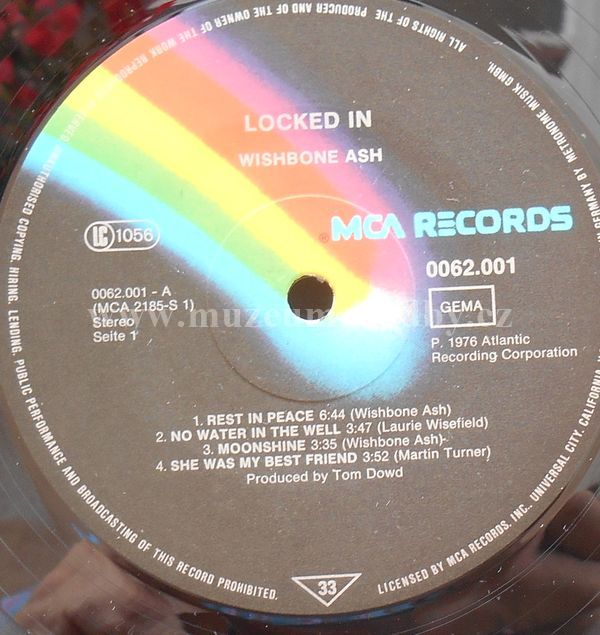 ALL RIGHTS OF THE PRODUCER AND OF THE OWNER OF THE WORK REPRODUCED RESERVED UNAUTHORISED COPYING, HIRING, LENDING, PUBLIC PERFORMANCE AND BROADCASTING OF THIS RECORD PROHIBITED.
LOCKED IN
WISHBONE ASH
MCA RECORDS
LC 1056
0062.001
GEMA
0062.001 - A
(MCA 2185-S 1)
Stereo
Seite 1
P. 1976 Atlantic
Recording Corporation
1. REST IN PEACE 6:44 (Wishbone Ash)
2. NO WATER IN THE WELL 3:47 (Laurie Wisefield)
3. MOONSHINE 3:35 (Wishbone Ash)
4. SHE WAS MY BEST FRIEND 3:52 (Martin Turner)
Produced by Tom Dowd
33
LICENSED BY MCA RECORDS. INC., UNIVERSAL CITY, CALIFORNIA, GERMANY BY METRONOME MUSIK GMBH.